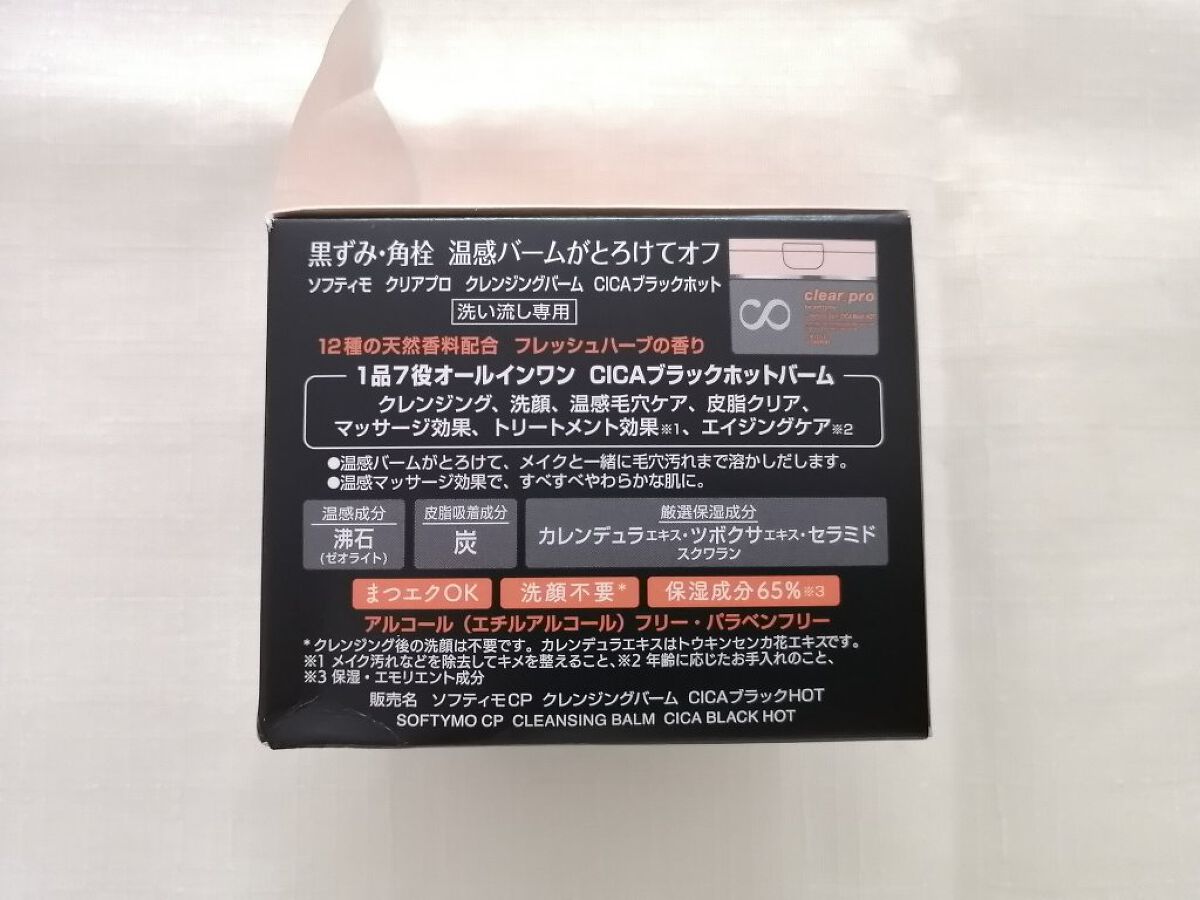 黒ずみ・角栓 温感バームがとろけてオフ
ソフティモ クリアプロ クレンジングバーム CICAブラックホット
洗い流し専用
clear pro
12種の天然香料配合 フレッシュハーブの香り
1品7役オールインワン CICAブラックホットバーム
クレンジング、洗顔、温感毛穴ケア、皮脂クリア、
マッサージ効果、トリートメント効果※1、エイジングケア※2
●温感バームがとろけて、メイクと一緒に毛穴汚れまで溶かしだします。
●温感マッサージ効果で、すべすべやわらかな肌に。
温感成分
沸石
(ゼオライト)
皮脂吸着成分
炭
厳選保湿成分
カレンデュラエキス・ツボクサエキス・セラミド
スクワラン
まつエクOK 洗顔不要* 保湿成分65%※3
アルコール（エチルアルコール）フリー・パラベンフリー
*クレンジング後の洗顔は不要です。カレンデュラエキスはトウキンセンカ花エキスです。
※1 メイク汚れなどを除去してキメを整えること、※2 年齢に応じたお手入れのこと、
※3 保湿・エモリエント成分
販売名 ソフティモCP クレンジングバーム CICAブラックHOT
SOFTYMO CP CLEANSING BALM CICA BLACK HOT